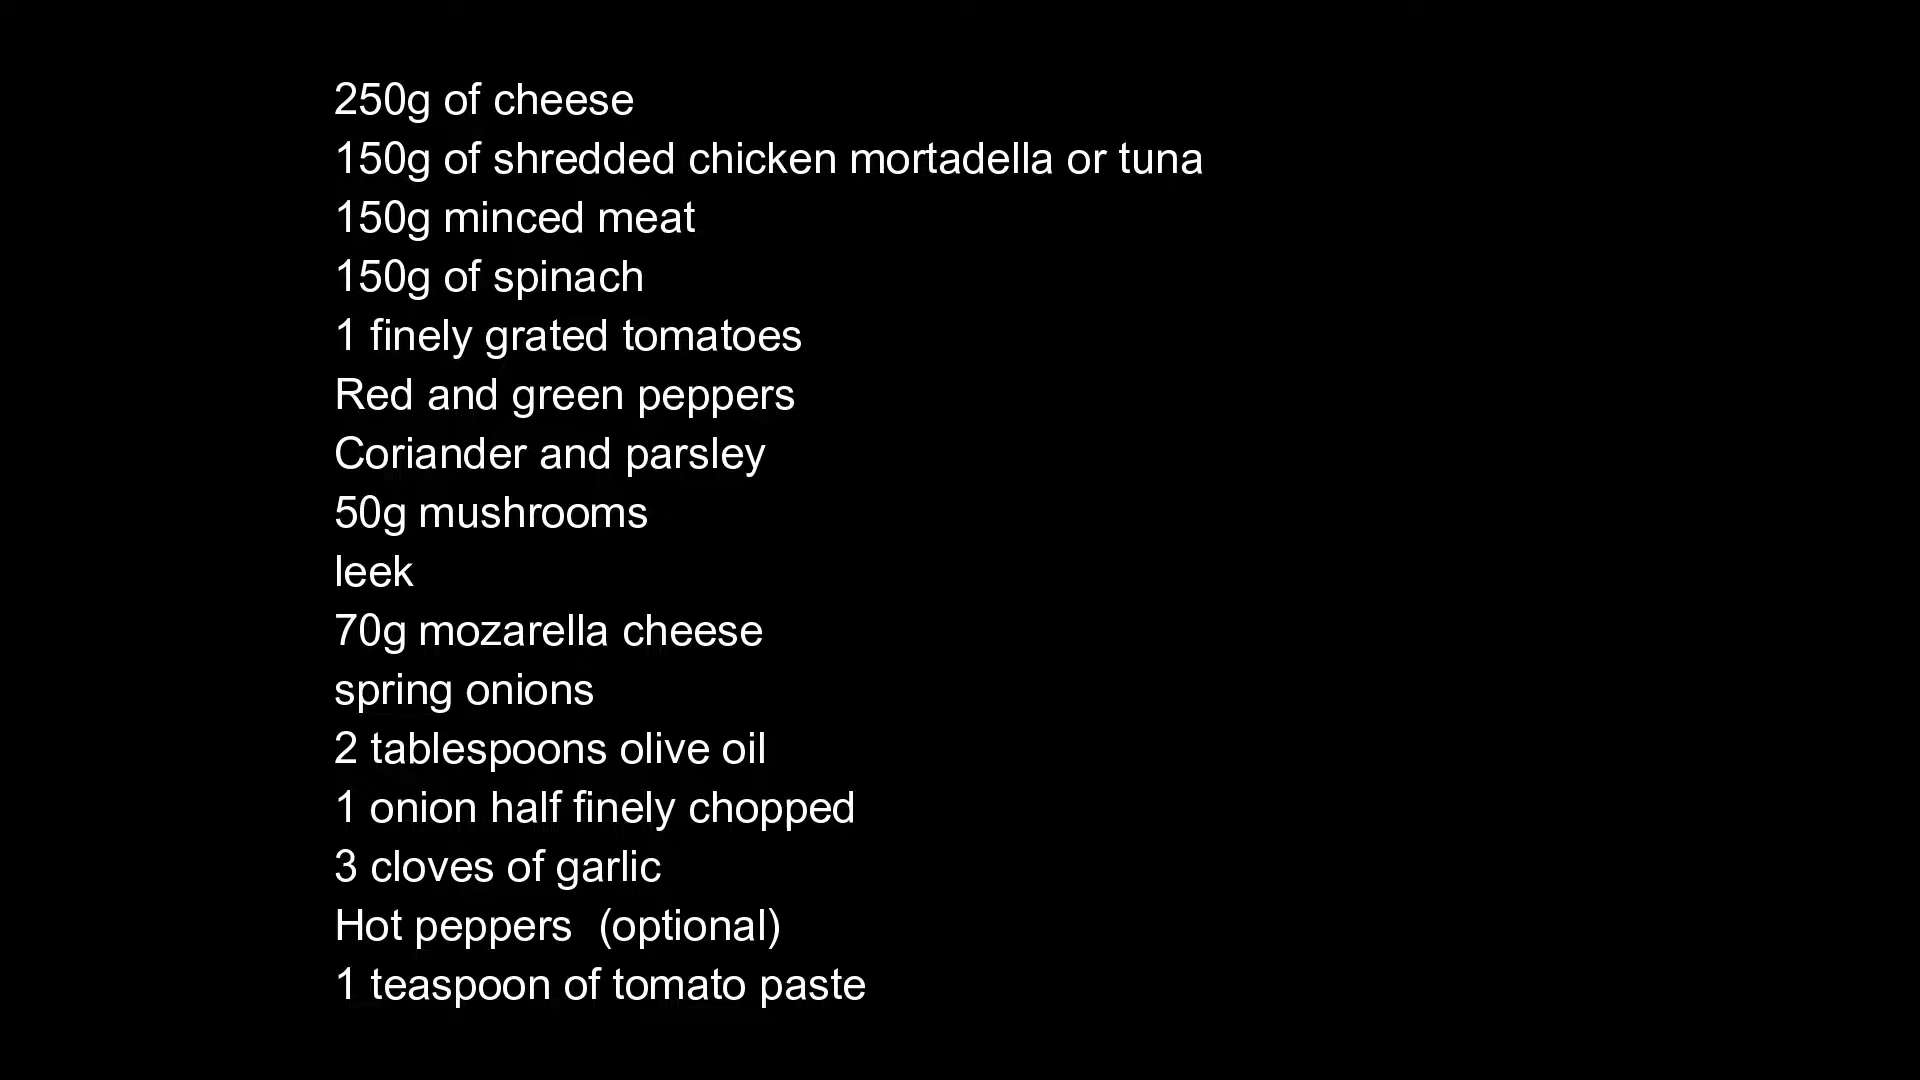 250g of cheese
150g of shredded chicken mortadella or tuna
150g minced meat
150g of spinach
1 finely grated tomatoes
Red and green peppers
Coriander and parsley
50g mushrooms
leek
70g mozarella cheese
spring onions
2 tablespoons olive oil
1 onion half finely chopped
3 cloves of garlic
Hot peppers  (optional)
1 teaspoon of tomato paste